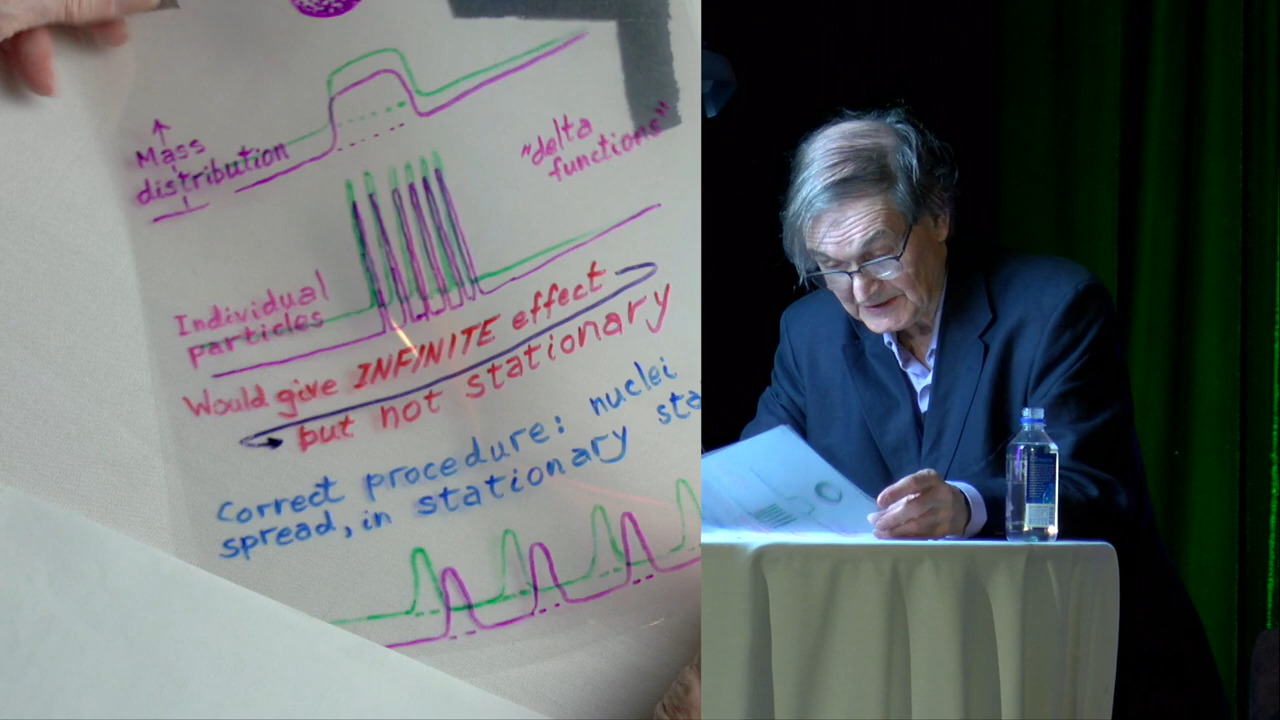 ↑
Mass
distribution
"delta
functions"
Individual
particles
Would give INFINITE effect
but not stationary
Correct procedure: nuclei
spread, in stationary sta